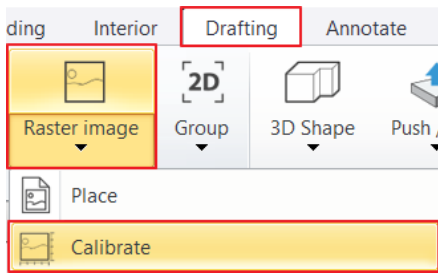 ding Interior Drafting Annotate
2D
Raster image Group 3D Shape Push
Place
Calibrate